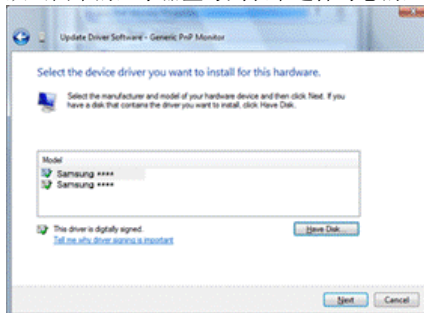 Update Driver Software - Generic PnP Monitor
Select the device driver you want to install for this hardware.
Select the manufacturer and model of your hardware device and then click Next. If you
have a disk that contains the driver you want to install, click Have Disk.
Model
Samsung ****
Samsung ****
This driver is digitally signed.
Have Disk...
Tell me why driver signing is important
Next
Cancel